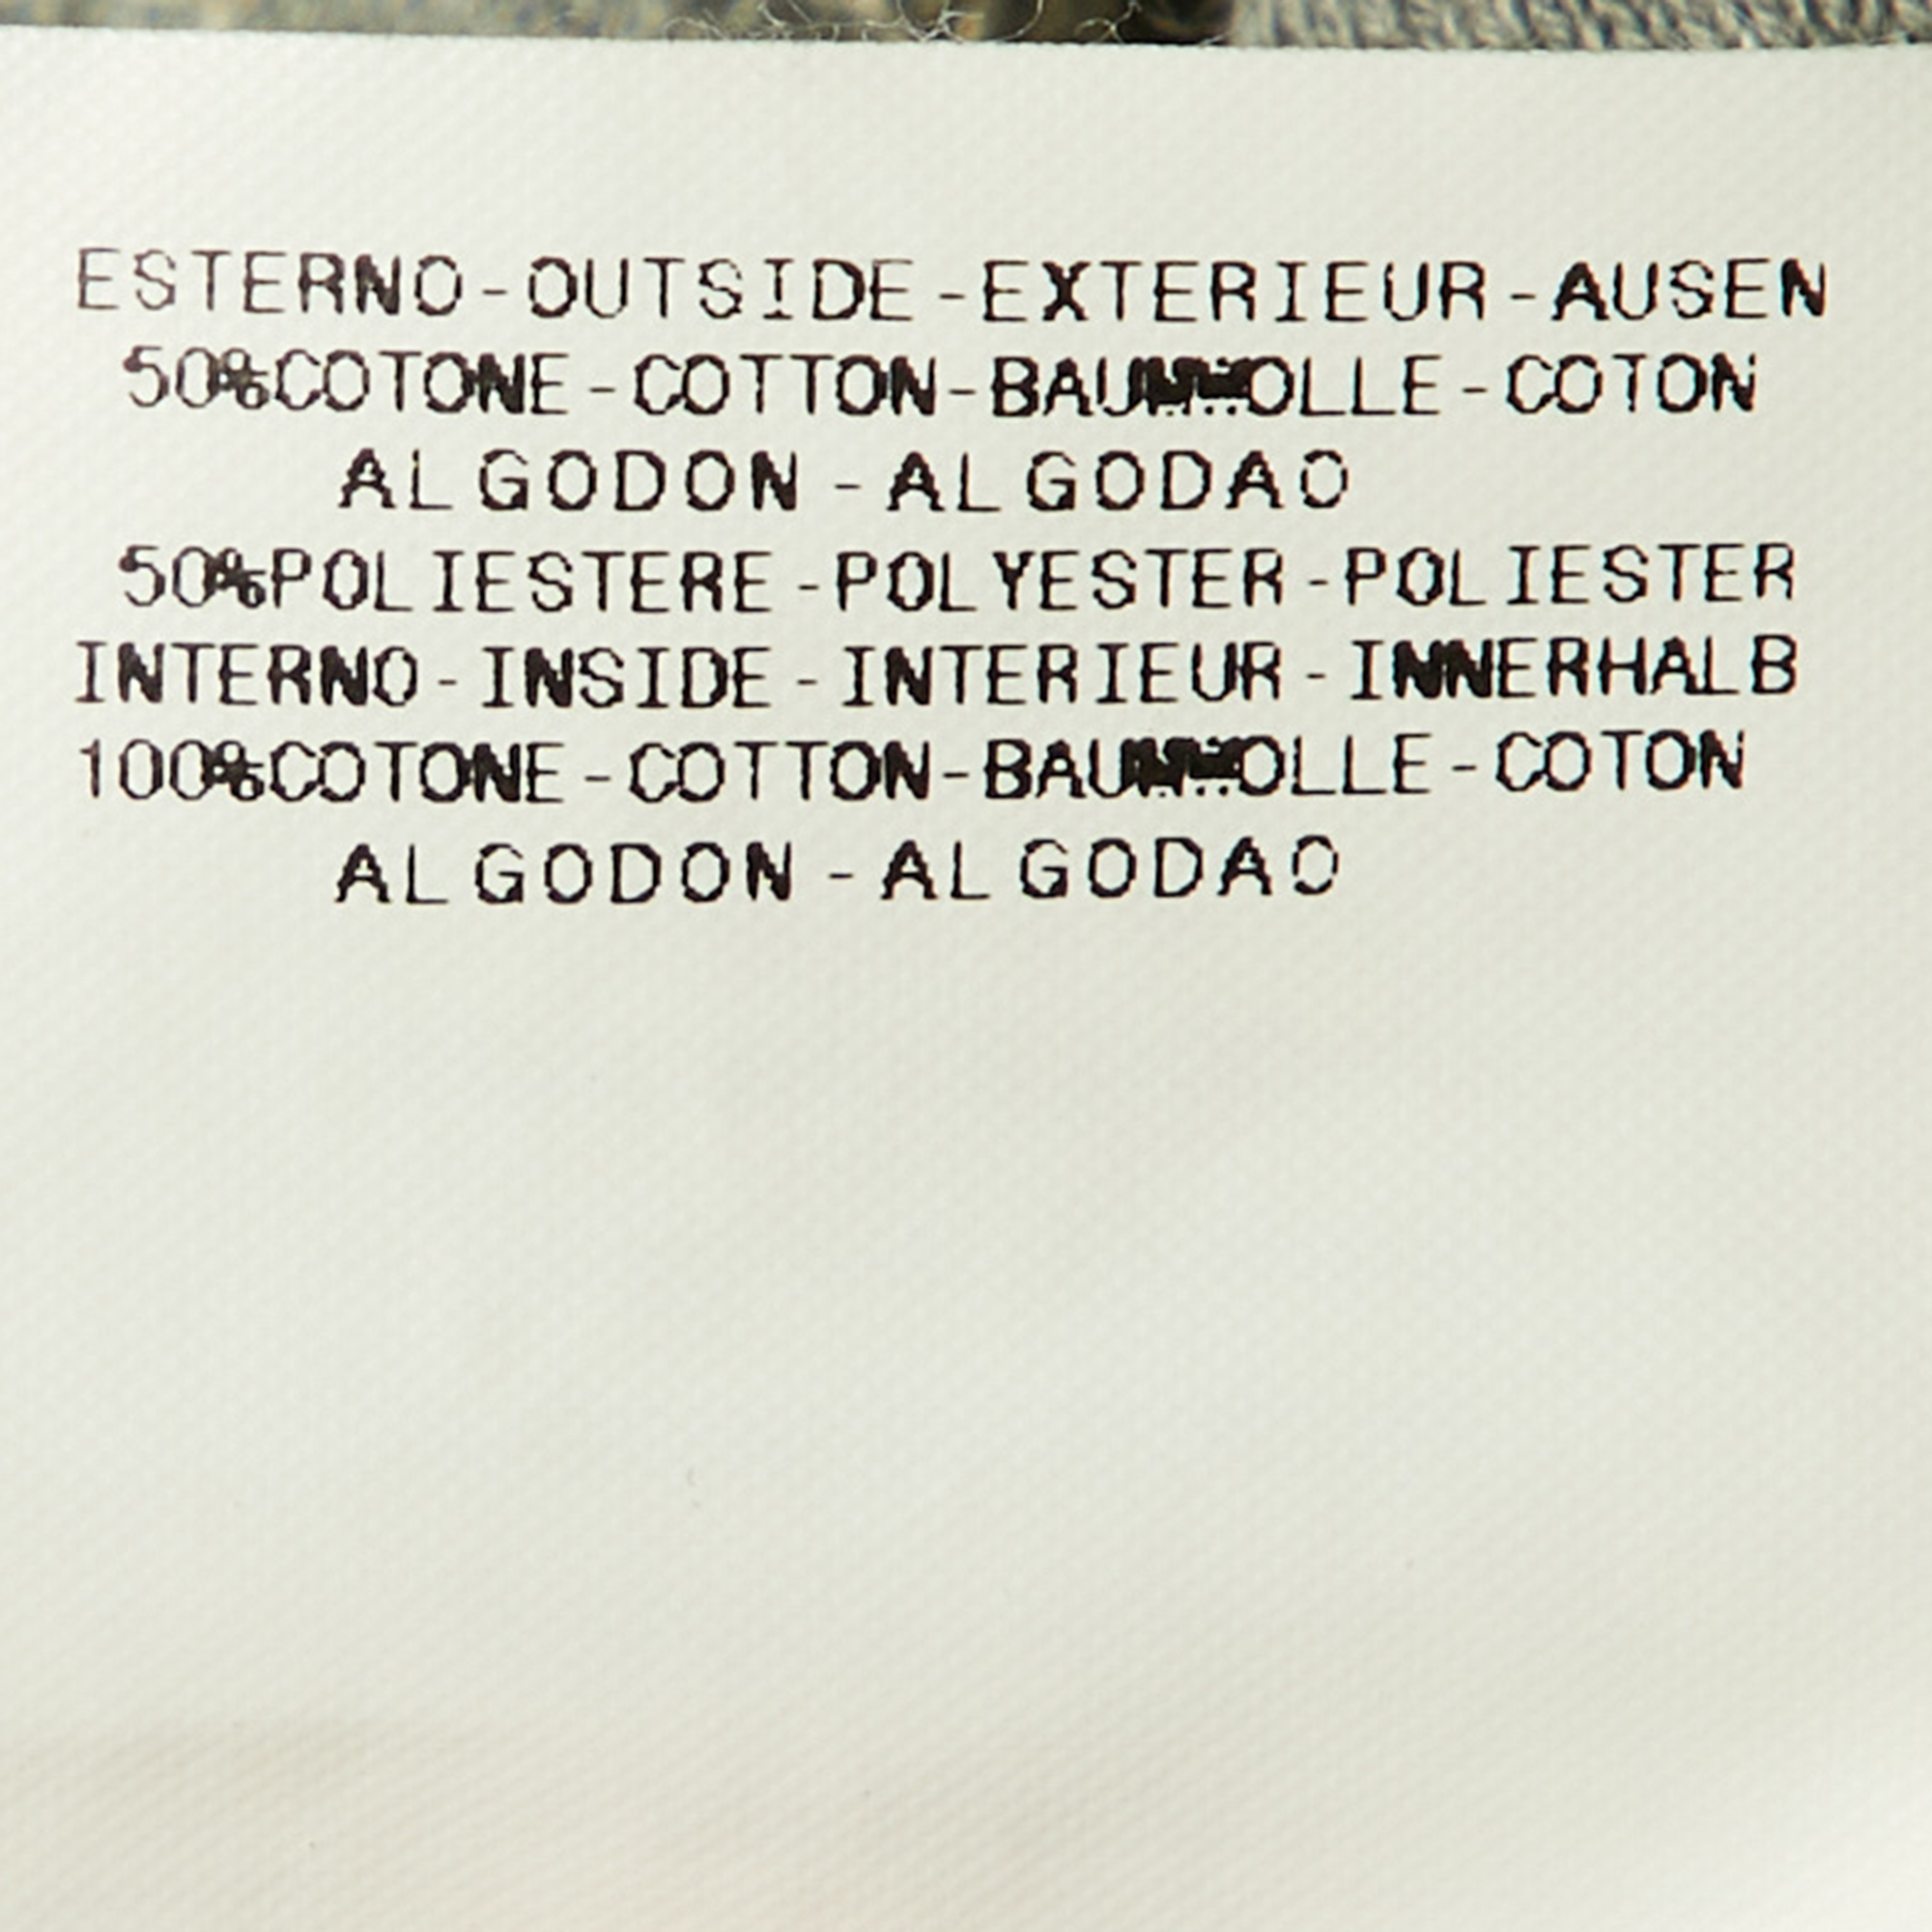 ESTERNO-OUTSIDE-EXTERIEUR-AUSEN
50%COTONE-COTTON-BAUMWOLLE-COTON
ALGODON-ALGODAO
50%POLIESTERE-POLYESTER-POLIESTER
INTERNO-INSIDE-INTERIEUR-INNERHALB
100%COTONE-COTTON-BAUMWOLLE-COTON
ALGODON-ALGODAO